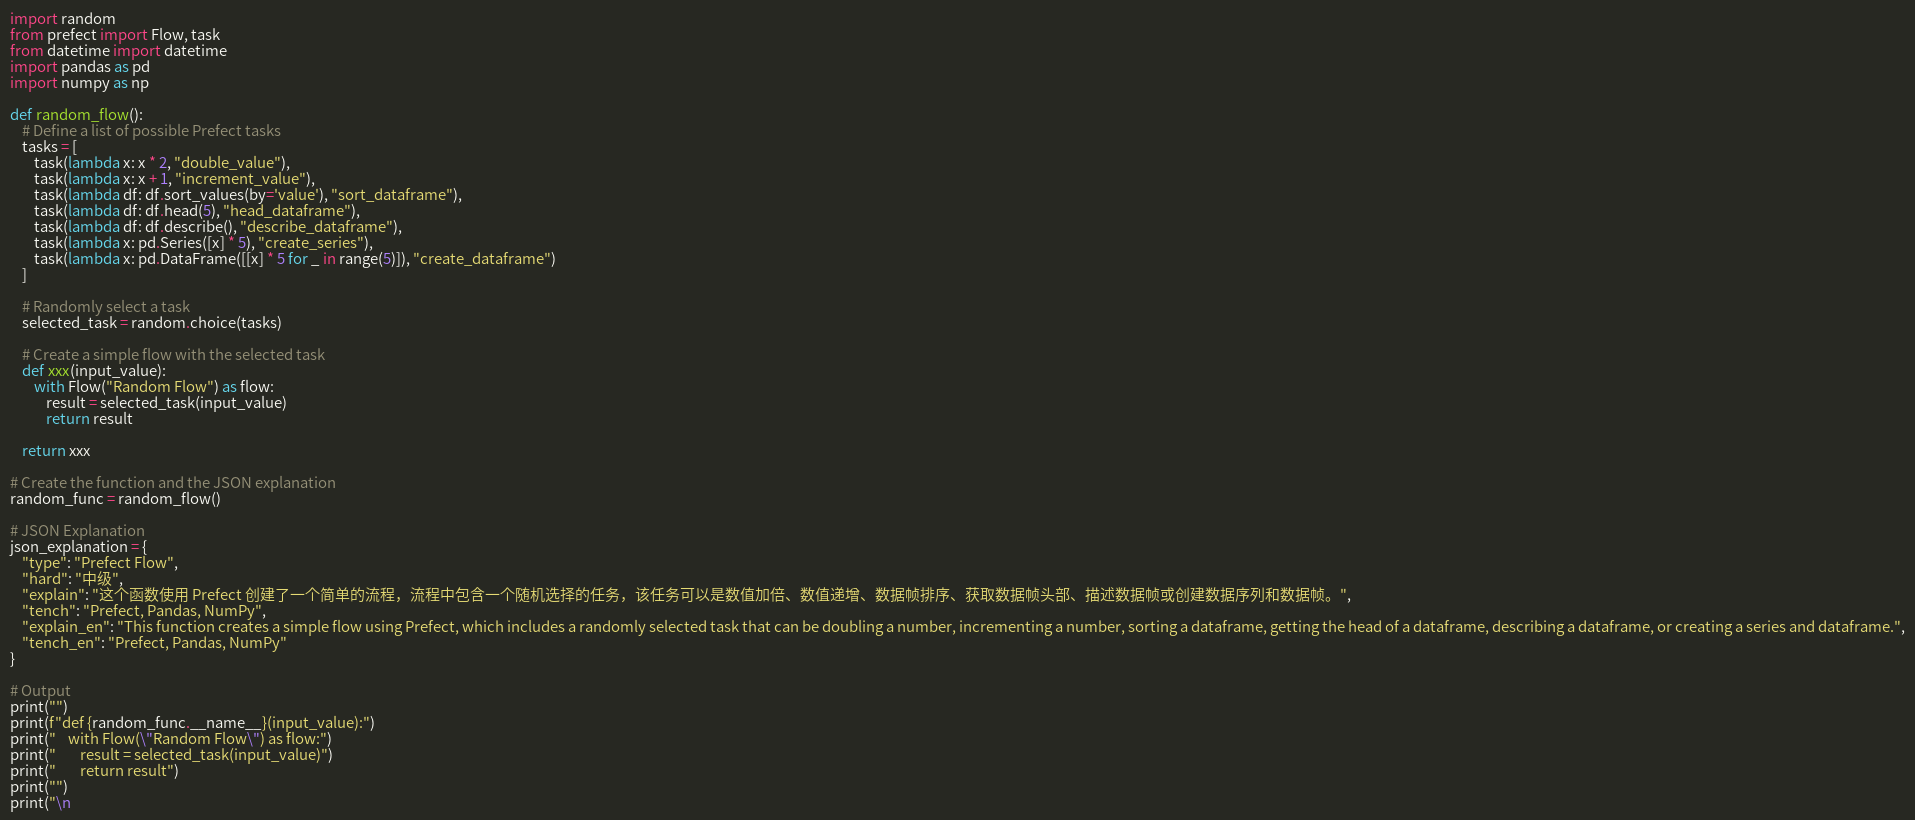 import random
from prefect import Flow, task
from datetime import datetime
import pandas as pd
import numpy as np

def random_flow():
    # Define a list of possible Prefect tasks
    tasks = [
        task(lambda x: x * 2, "double_value"),
        task(lambda x: x + 1, "increment_value"),
        task(lambda df: df.sort_values(by='value'), "sort_dataframe"),
        task(lambda df: df.head(5), "head_dataframe"),
        task(lambda df: df.describe(), "describe_dataframe"),
        task(lambda x: pd.Series([x] * 5), "create_series"),
        task(lambda x: pd.DataFrame([[x] * 5 for _ in range(5)]), "create_dataframe")
    ]

    # Randomly select a task
    selected_task = random.choice(tasks)

    # Create a simple flow with the selected task
    def xxx(input_value):
        with Flow("Random Flow") as flow:
            result = selected_task(input_value)
            return result

    return xxx

# Create the function and the JSON explanation
random_func = random_flow()

# JSON Explanation
json_explanation = {
    "type": "Prefect Flow",
    "hard": "中级",
    "explain": "这个函数使用 Prefect 创建了一个简单的流程，流程中包含一个随机选择的任务，该任务可以是数值加倍、数值递增、数据帧排序、获取数据帧头部、描述数据帧或创建数据序列和数据帧。",
    "tench": "Prefect, Pandas, NumPy",
    "explain_en": "This function creates a simple flow using Prefect, which includes a randomly selected task that can be doubling a number, incrementing a number, sorting a dataframe, getting the head of a dataframe, describing a dataframe, or creating a series and dataframe.",
    "tench_en": "Prefect, Pandas, NumPy"
}

# Output
print("")
print(f"def {random_func.__name__}(input_value):")
print("    with Flow(\"Random Flow\") as flow:")
print("        result = selected_task(input_value)")
print("        return result")
print("")
print("\n